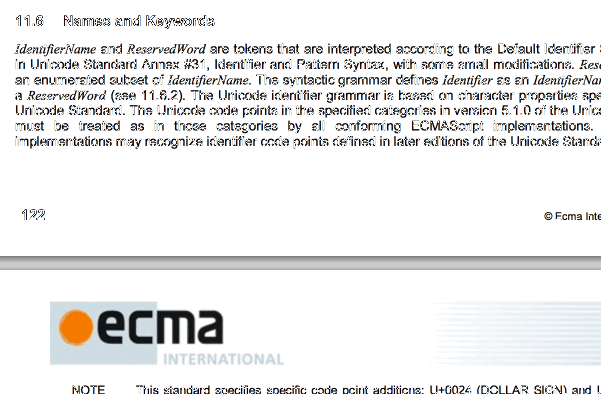 11.6 Names and Keywords
IdentifierName and ReservedWord are tokens that are interpreted according to the Default Identifier
in Unicode Standard Annex #31, Identifier and Pattern Syntax, with some small modifications.
an enumerated subset of IdentifierName. The syntactic grammar defines Identifier as an
a ReservedWord (see 11.6.2). The Unicode identifier grammar is based on character properties
Unicode Standard. The Unicode code points in the specified categories in version 5.1.0 of the
must be treated as in those categories by all conforming ECMAScript implementations.
implementations may recognize identifier code points defined in later editions of the Unicode
122
© Ecma
ecma
INTERNATIONAL
NOTE This standard specifies specific code point additions: U+0024 (DOLLAR SIGN) and